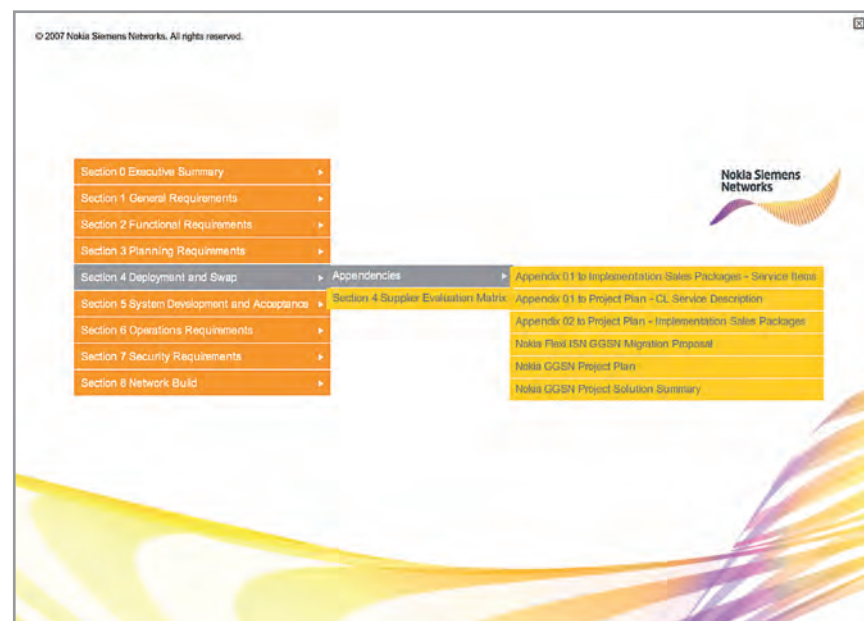 © 2007 Nokia Siemens Networks. All rights reserved.
Nokia Siemens
Networks
Section 0 Executive Summary
Section 1 General Requirements
Section 2 Functional Requirements
Section 3 Planning Requirements
Section 4 Deployment and Swap
Section 5 System Development and Acceptance
Section 6 Operations Requirements
Section 7 Security Requirements
Section 8 Network Build
Appendencies
Section 4 Supplier Evaluation Matrix
Appendix 01 to Implementation Sales Packages - Service Items
Appendix 01 to Project Plan - CL Service Description
Appendix 02 to Project Plan - Implementation Sales Packages
Nokia Flexi ISN GGSN Migration Proposal
Nokia GGSN Project Plan
Nokia GGSN Project Solution Summary